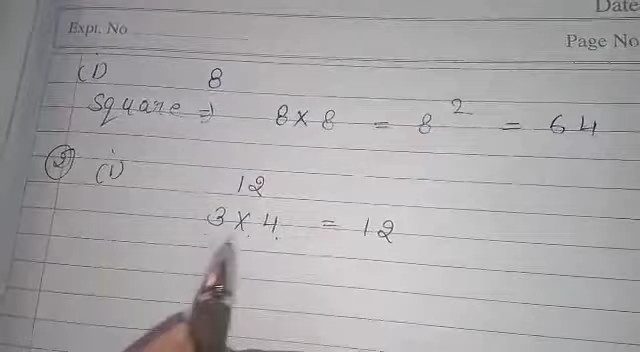 Date
Expt. No
Page No
(i) 8
Square ⇒ 8 × 8 = 8² = 64
② (i)
12
3 × 4 = 12